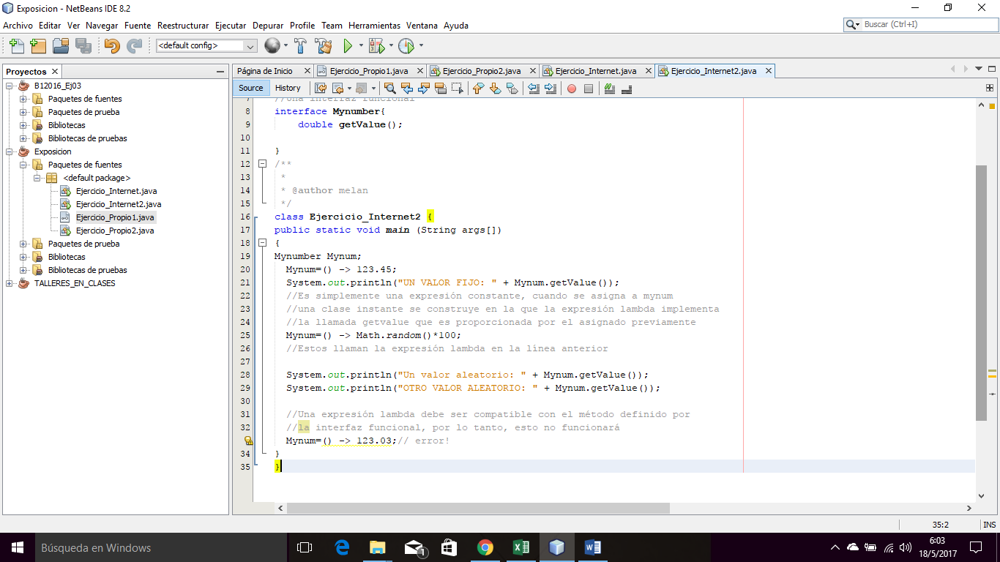 Exposicion - NetBeans IDE 8.2
Archivo Editar Ver Navegar Fuente Reestructurar Ejecutar Depurar Profile Team Herramientas Ventana Ayuda
Buscar (Ctrl+I)
<default config>
Proyectos
B12016_Ej03
Paquetes de fuentes
Paquetes de prueba
Bibliotecas
Bibliotecas de pruebas
Exposicion
Paquetes de fuentes
<default package>
Ejercicio_Internet.java
Ejercicio_Internet2.java
Ejercicio_Propio1.java
Ejercicio_Propio2.java
Paquetes de prueba
Bibliotecas
Bibliotecas de pruebas
TALLERES_EN_CLASES
Página de Inicio Ejercicio_Propio1.java Ejercicio_Propio2.java Ejercicio_Internet.java Ejercicio_Internet2.java
Source History
7 //Una interfaz funcional
8 interface Mynumber{
9 double getValue();
10
11 }
12 /**
13 *
14 * @author melan
15 */
16 class Ejercicio_Internet2 {
17 public static void main (String args[])
18 {
19 Mynumber Mynum;
20 Mynum=() -> 123.45;
21 System.out.println("UN VALOR FIJO: " + Mynum.getValue());
22 //Es simplemente una expresión constante, cuando se asigna a mynum
23 //una clase instante se construye en la que la expresión lambda implementa
24 //la llamada getvalue que es proporcionada por el asignado previamente
25 Mynum=() -> Math.random()*100;
26 //Estos llaman la expresión lambda en la línea anterior
27
28 System.out.println("Un valor aleatorio: " + Mynum.getValue());
29 System.out.println("OTRO VALOR ALEATORIO: " + Mynum.getValue());
30
31 //Una expresión lambda debe ser compatible con el método definido por
32 //la interfaz funcional, por lo tanto, esto no funcionará
Mynum=() -> 123.03;// error!
34 }
35 }
35:2 INS
Búsqueda en Windows
1
6:03
18/5/2017